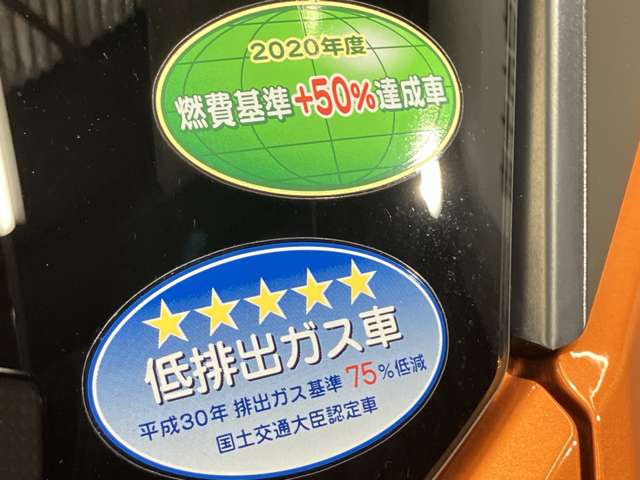 2020年度
燃費基準+50%達成車
低排出ガス車
平成30年 排出ガス基準 75%低減
国土交通大臣認定車